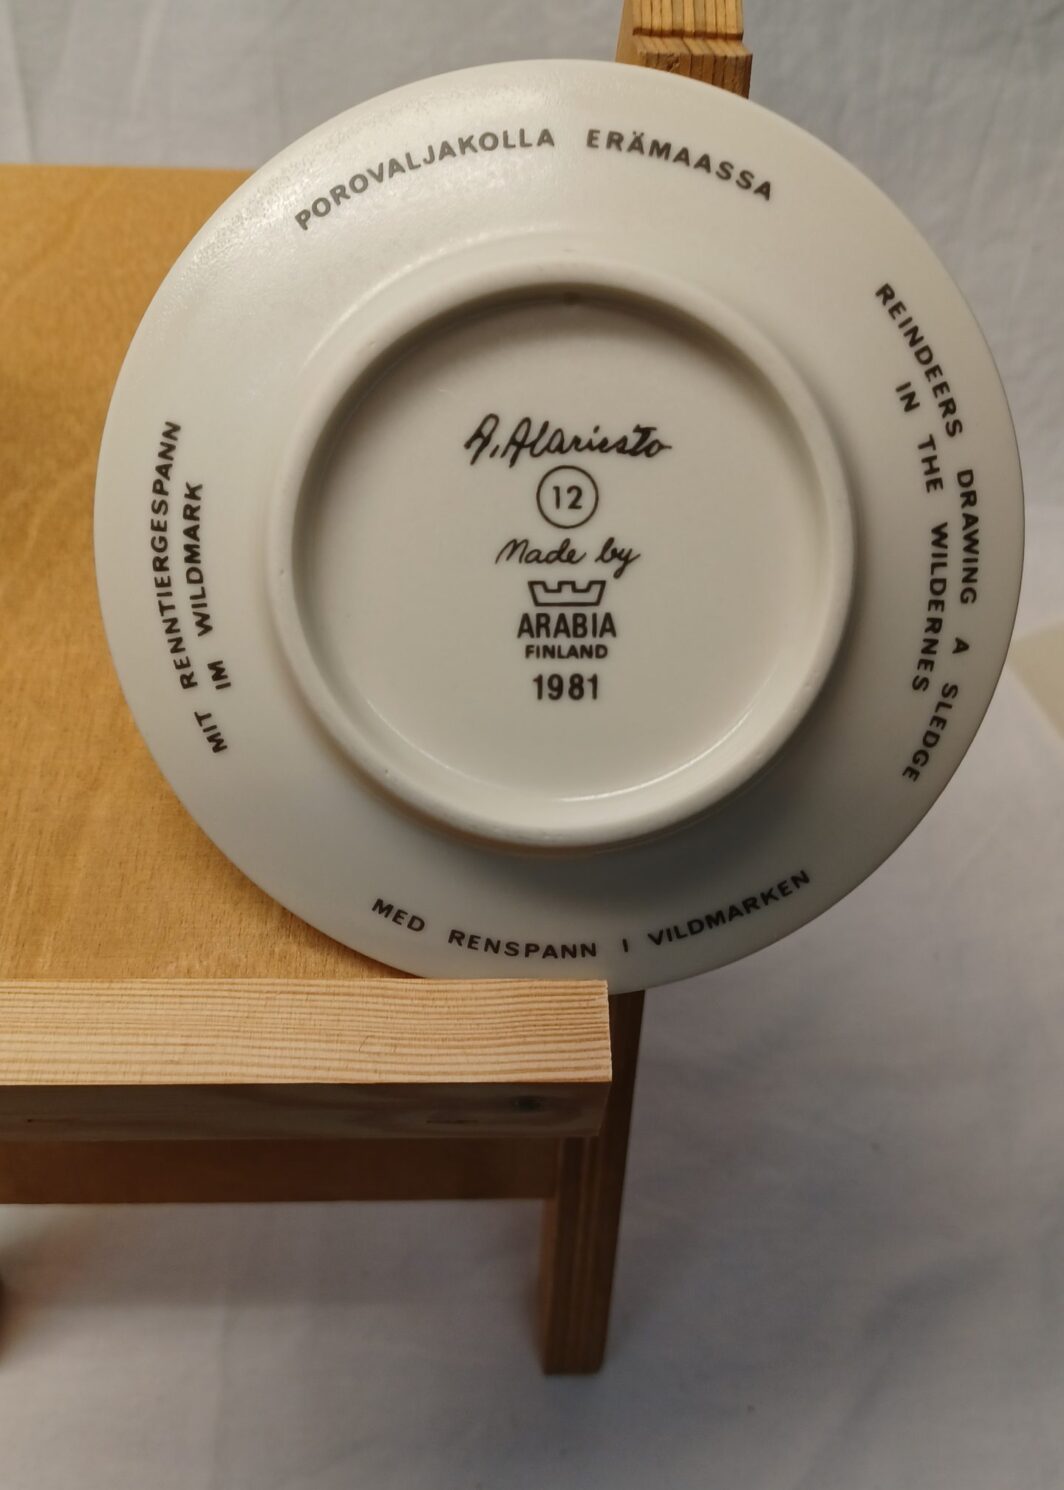 POROVALJAKOLLA ERÄMAASSA
REINDEERS DRAWING A SLEDGE
IN THE WILDERNES
MED RENSPANN I VILDMARKEN
MIT RENNTIERGESPANN
IM WILDMARK
A. Alariesto
12
Made by
ARABIA
FINLAND
1981